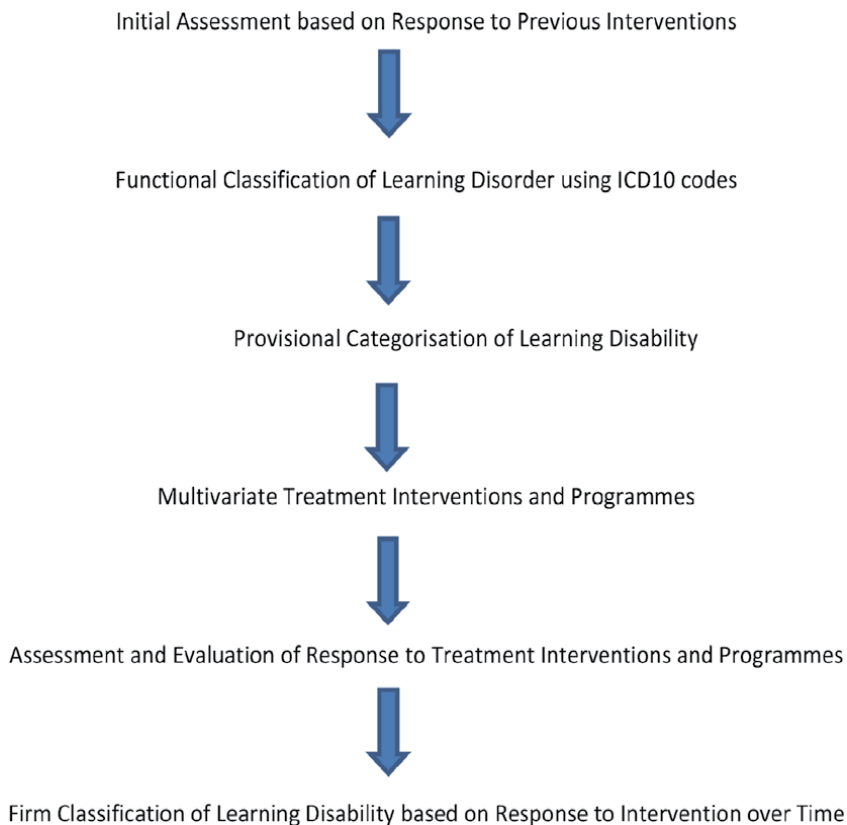 Initial Assessment based on Response to Previous Interventions
Functional Classification of Learning Disorder using ICD10 codes
Provisional Categorisation of Learning Disability
Multivariate Treatment Interventions and Programmes
Assessment and Evaluation of Response to Treatment Interventions and Programmes
Firm Classification of Learning Disability based on Response to Intervention over Time